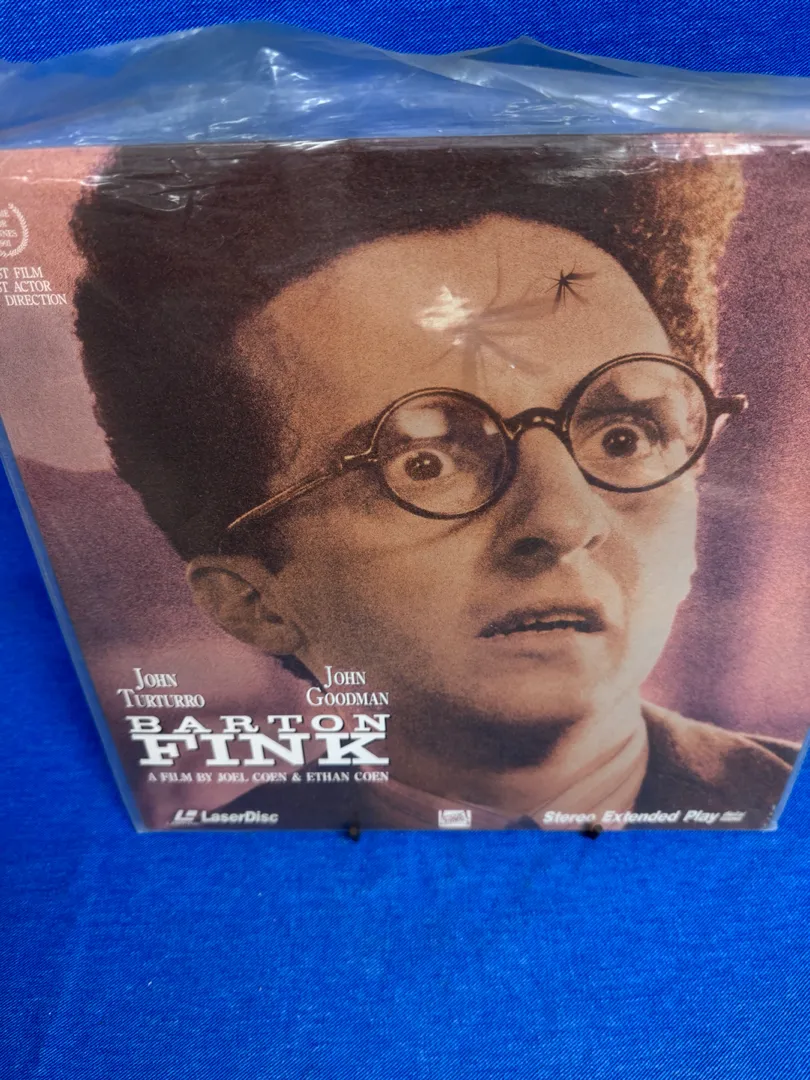 1991
ST FILM
ST ACTOR
DIRECTION
JOHN
TURTURRO
JOHN
GOODMAN
BARTON
FINK
A FILM BY JOEL COEN & ETHAN COEN
LaserDisc
Stereo Extended Play